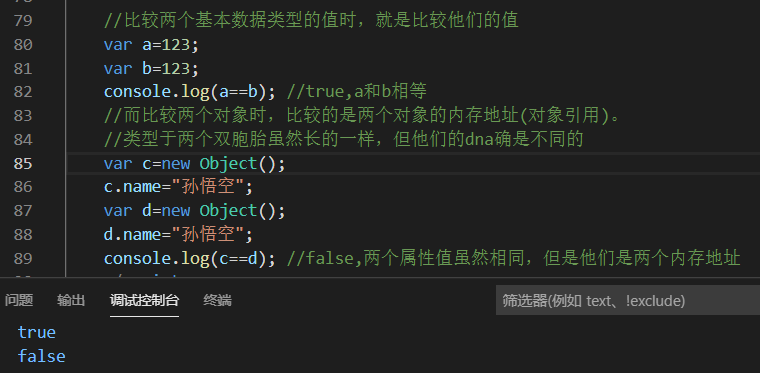 79 //比较两个基本数据类型的值时，就是比较他们的值
80 var a=123;
81 var b=123;
82 console.log(a==b); //true,a和b相等
83 //而比较两个对象时，比较的是两个对象的内存地址(对象引用)。
84 //类型于两个双胞胎虽然长的一样，但他们的dna确是不同的
85 var c=new Object();
86 c.name="孙悟空";
87 var d=new Object();
88 d.name="孙悟空";
89 console.log(c==d); //false,两个属性值虽然相同，但是他们是两个内存地址
问题 输出 调试控制台 终端 筛选器(例如 text、!exclude)
true
false